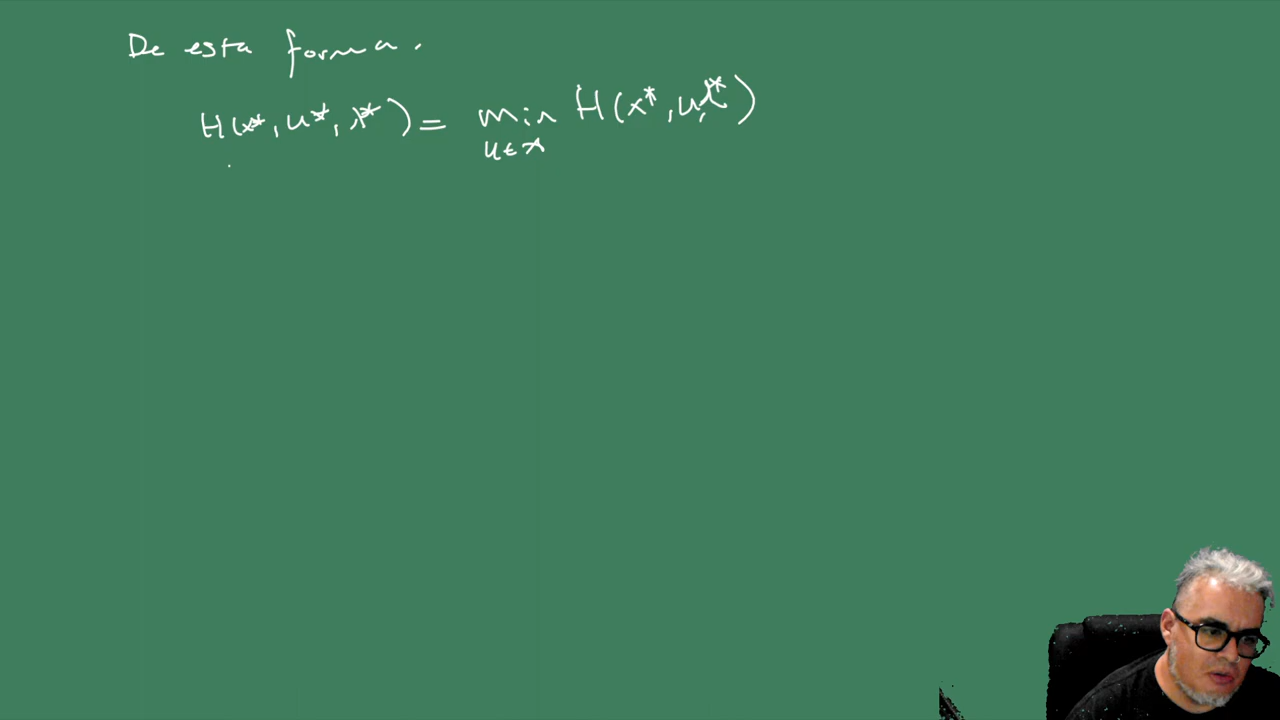 De esta forma.
H(x*, u*, λ*) = min H(x*, u, λ*)
u ∈